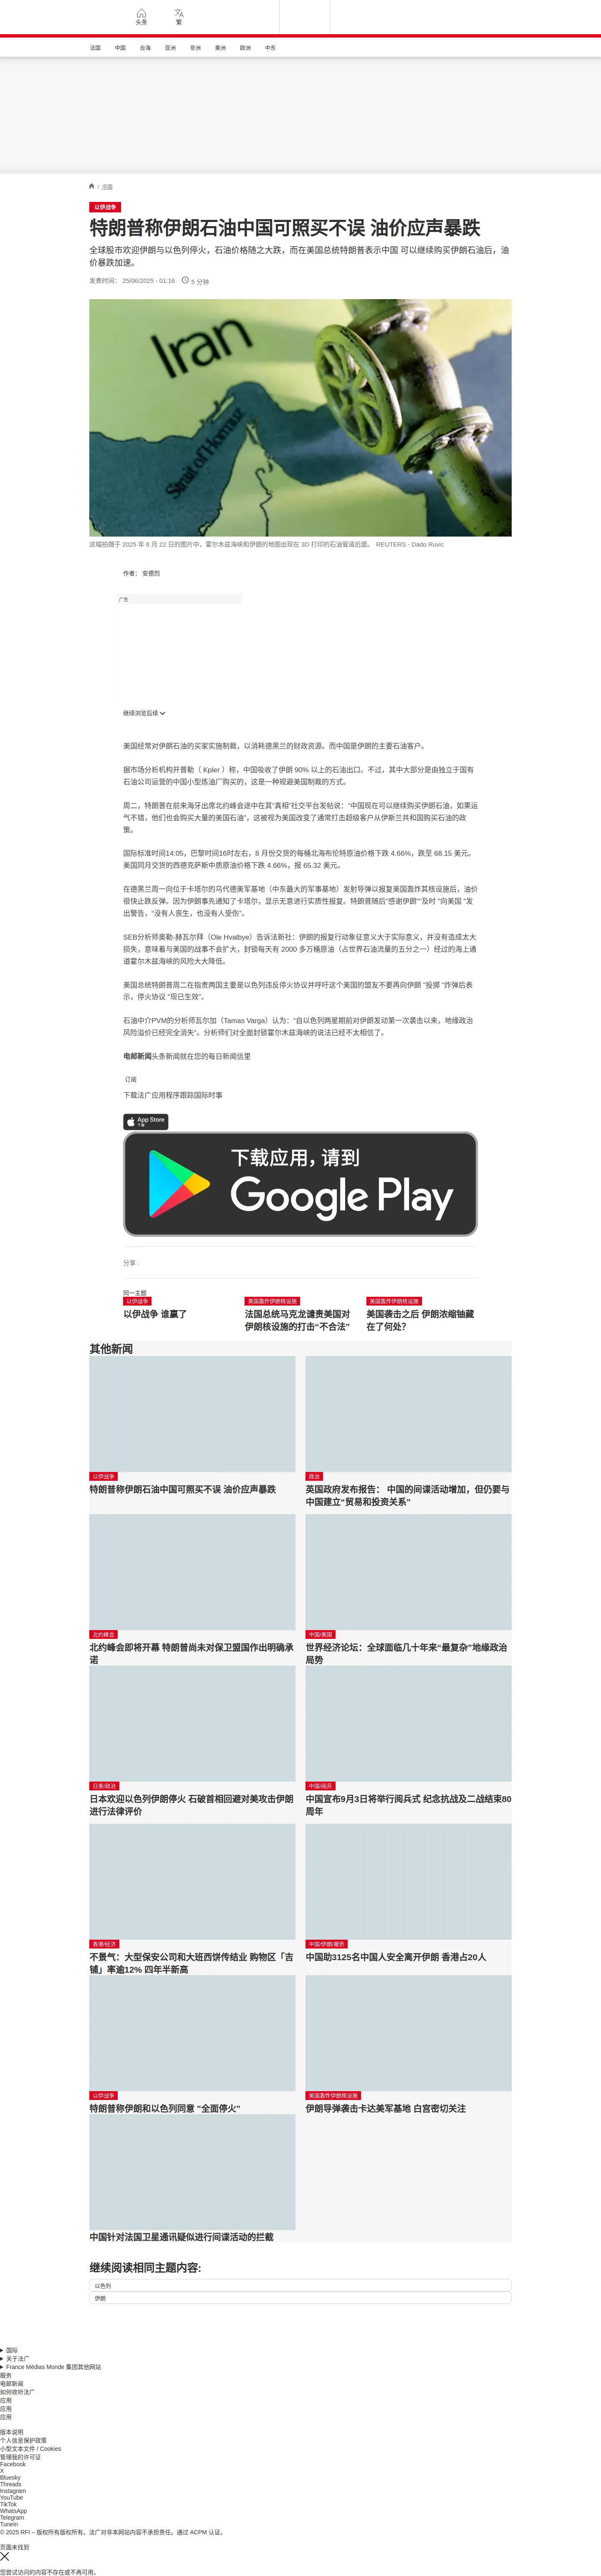 头条
繁
法国
中国
台海
亚洲
非洲
美洲
欧洲
中东
/ 中国
以伊战争
特朗普称伊朗石油中国可照买不误 油价应声暴跌
全球股市欢迎伊朗与以色列停火，石油价格随之大跌，而在美国总统特朗普表示中国 可以继续购买伊朗石油后，油
价暴跌加速。
发表时间： 25/06/2025 - 01:16
5 分钟
Iran
Strait of Hormuz
这幅拍摄于 2025 年 6 月 22 日的图片中，霍尔木兹海峡和伊朗的地图出现在 3D 打印的石油管道后面。 REUTERS - Dado Ruvic
作者： 安德烈
广告
继续浏览后续
美国经常对伊朗石油的买家实施制裁，以消耗德黑兰的财政资源。而中国是伊朗的主要石油客户。
据市场分析机构开普勒（ Kpler ）称，中国吸收了伊朗 90% 以上的石油出口。不过，其中大部分是由独立于国有
石油公司运营的中国小型炼油厂购买的，这是一种规避美国制裁的方式。
周二，特朗普在前来海牙出席北约峰会途中在其"真相"社交平台发帖说："中国现在可以继续购买伊朗石油，如果运
气不错，他们也会购买大量的美国石油"，这被视为美国改变了通常打击超级客户从伊斯兰共和国购买石油的政
策。
国际标准时间14:05，巴黎时间16时左右，8 月份交货的每桶北海布伦特原油价格下跌 4.66%，跌至 68.15 美元。
美国同月交货的西德克萨斯中质原油价格下跌 4.66%，报 65.32 美元。
在德黑兰周一向位于卡塔尔的乌代德美军基地（中东最大的军事基地）发射导弹以报复美国轰炸其核设施后，油价
很快止跌反弹。因为伊朗事先通知了卡塔尔，显示无意进行实质性报复。特朗普随后"感谢伊朗""及时 "向美国 "发
出警告，"没有人丧生，也没有人受伤"。
SEB分析师奥勒-赫瓦尔拜（Ole Hvalbye）告诉法新社：伊朗的报复行动象征意义大于实际意义，并没有造成太大
损失，意味着与美国的战事不会扩大，封锁每天有 2000 多万桶原油（占世界石油流量的五分之一）经过的海上通
道霍尔木兹海峡的风险大大降低。
美国总统特朗普周二在指责两国主要是以色列违反停火协议并呼吁这个美国的盟友不要再向伊朗 "投掷 "炸弹后表
示，停火协议 "现已生效"。
石油中介PVM的分析师瓦尔加（Tamas Varga）认为："自以色列两星期前对伊朗发动第一次袭击以来，地缘政治
风险溢价已经完全消失"。分析师们对全面封锁霍尔木兹海峡的说法已经不太相信了。
电邮新闻头条新闻就在您的每日新闻信里
订阅
下载法广应用程序跟踪国际时事
App Store
下载
下载应用，请到
Google Play
分享 :
同一主题
以伊战争
以伊战争 谁赢了
美国轰炸伊朗核设施
法国总统马克龙谴责美国对
伊朗核设施的打击"不合法"
美国轰炸伊朗核设施
美国袭击之后 伊朗浓缩铀藏
在了何处？
其他新闻
以伊战争
特朗普称伊朗石油中国可照买不误 油价应声暴跌
政治
英国政府发布报告： 中国的间谍活动增加，但仍要与
中国建立"贸易和投资关系"
北约峰会
北约峰会即将开幕 特朗普尚未对保卫盟国作出明确承
诺
中国/美国
世界经济论坛：全球面临几十年来"最复杂"地缘政治
局势
日美/政治
日本欢迎以色列伊朗停火 石破首相回避对美攻击伊朗
进行法律评价
中国/阅兵
中国宣布9月3日将举行阅兵式 纪念抗战及二战结束80
周年
香港/经济
不景气：大型保安公司和大班西饼传结业 购物区「吉
铺」率逾12% 四年半新高
中国/伊朗/撤侨
中国助3125名中国人安全离开伊朗 香港占20人
以伊战争
特朗普称伊朗和以色列同意 "全面停火"
美国轰炸伊朗核设施
伊朗导弹袭击卡达美军基地 白宫密切关注
中国针对法国卫星通讯疑似进行间谍活动的拦截
继续阅读相同主题内容:
以色列
伊朗
国际
关于法广
France Médias Monde 集团其他网站
服务
电邮新闻
如何收听法广
应用
应用
应用
版本说明
个人信息保护政策
小型文本文件 / Cookies
管理我的许可证
Facebook
X
Bluesky
Threads
Instagram
YouTube
TikTok
WhatsApp
Telegram
TuneIn
© 2025 RFI – 版权所有版权所有。法广对非本网站内容不承担责任。通过 ACPM 认证。
页面未找到
您尝试访问的内容不存在或不再可用。